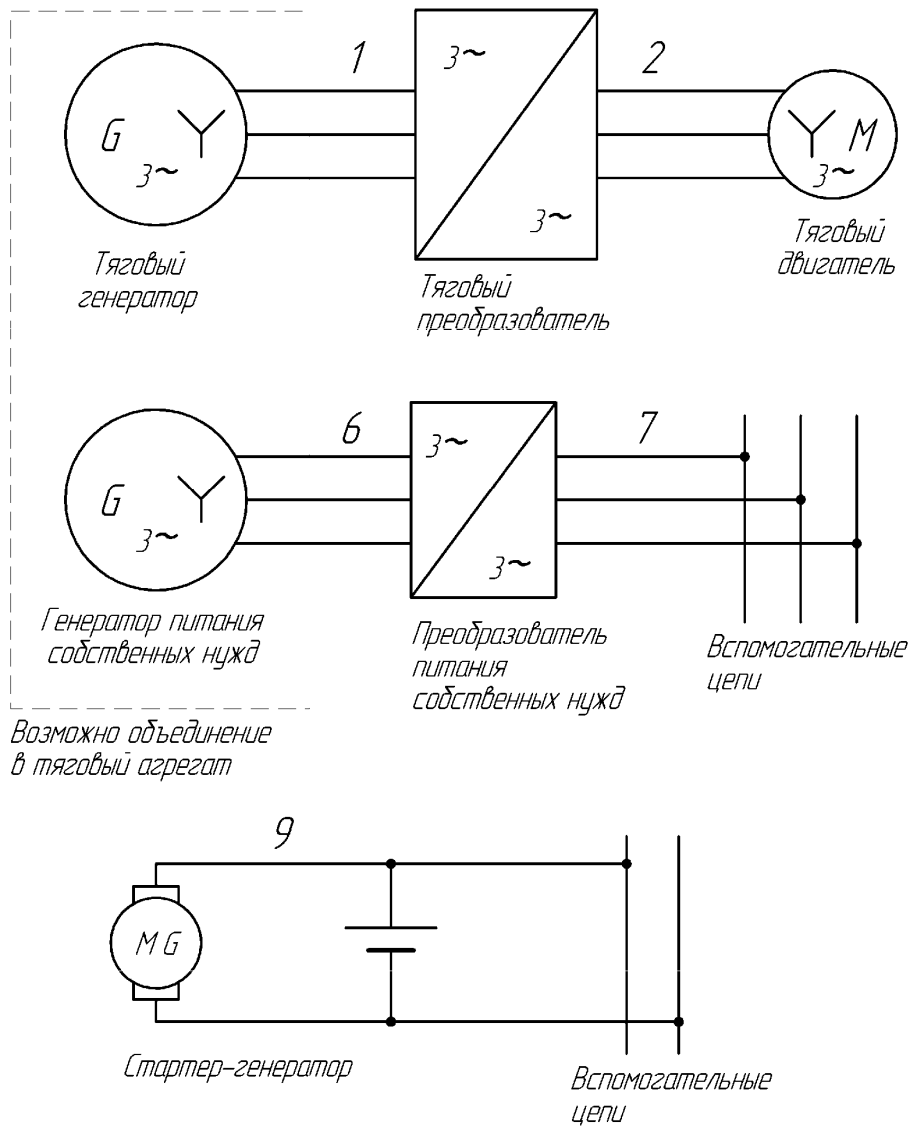 1
2
3~
G
3~
3~
M
3~
Тяговый
генератор
Тяговый
преобразователь
Тяговый
двигатель
6
7
3~
G
3~
3~
Генератор питания
собственных нужд
Преобразователь
питания
собственных нужд
Вспомогательные
цепи
Возможно объединение
в тяговый агрегат
9
M G
Стартер-генератор
Вспомогательные
цепи